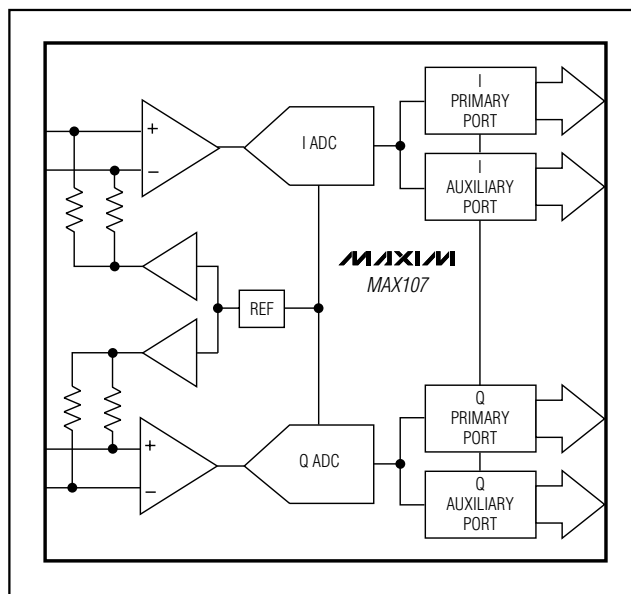 +
−
I ADC
I
PRIMARY
PORT
I
AUXILIARY
PORT
MAXIM
MAX107
REF
+
−
Q ADC
Q
PRIMARY
PORT
Q
AUXILIARY
PORT